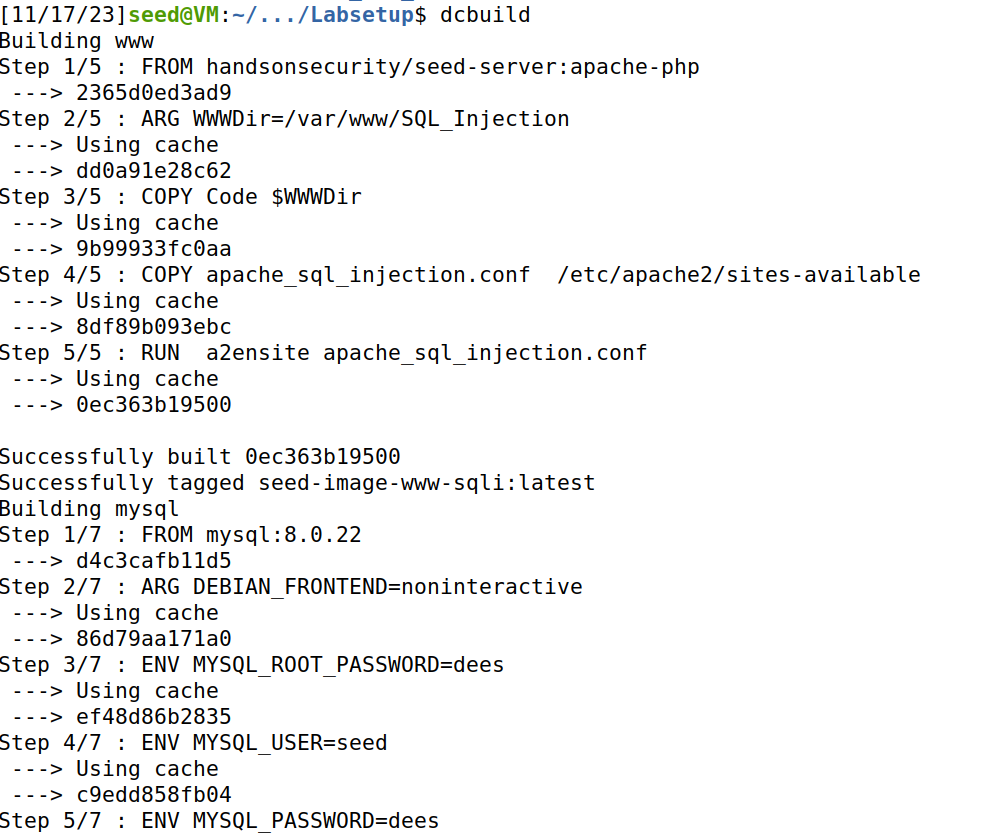 [11/17/23]seed@VM:~/.../Labsetup$ dcbuild
Building www
Step 1/5 : FROM handsonsecurity/seed-server:apache-php
 ---> 2365d0ed3ad9
Step 2/5 : ARG WWWDir=/var/www/SQL_Injection
 ---> Using cache
 ---> dd0a91e28c62
Step 3/5 : COPY Code $WWWDir
 ---> Using cache
 ---> 9b99933fc0aa
Step 4/5 : COPY apache_sql_injection.conf  /etc/apache2/sites-available
 ---> Using cache
 ---> 8df89b093ebc
Step 5/5 : RUN  a2ensite apache_sql_injection.conf
 ---> Using cache
 ---> 0ec363b19500

Successfully built 0ec363b19500
Successfully tagged seed-image-www-sqli:latest
Building mysql
Step 1/7 : FROM mysql:8.0.22
 ---> d4c3cafb11d5
Step 2/7 : ARG DEBIAN_FRONTEND=noninteractive
 ---> Using cache
 ---> 86d79aa171a0
Step 3/7 : ENV MYSQL_ROOT_PASSWORD=dees
 ---> Using cache
 ---> ef48d86b2835
Step 4/7 : ENV MYSQL_USER=seed
 ---> Using cache
 ---> c9edd858fb04
Step 5/7 : ENV MYSQL_PASSWORD=dees